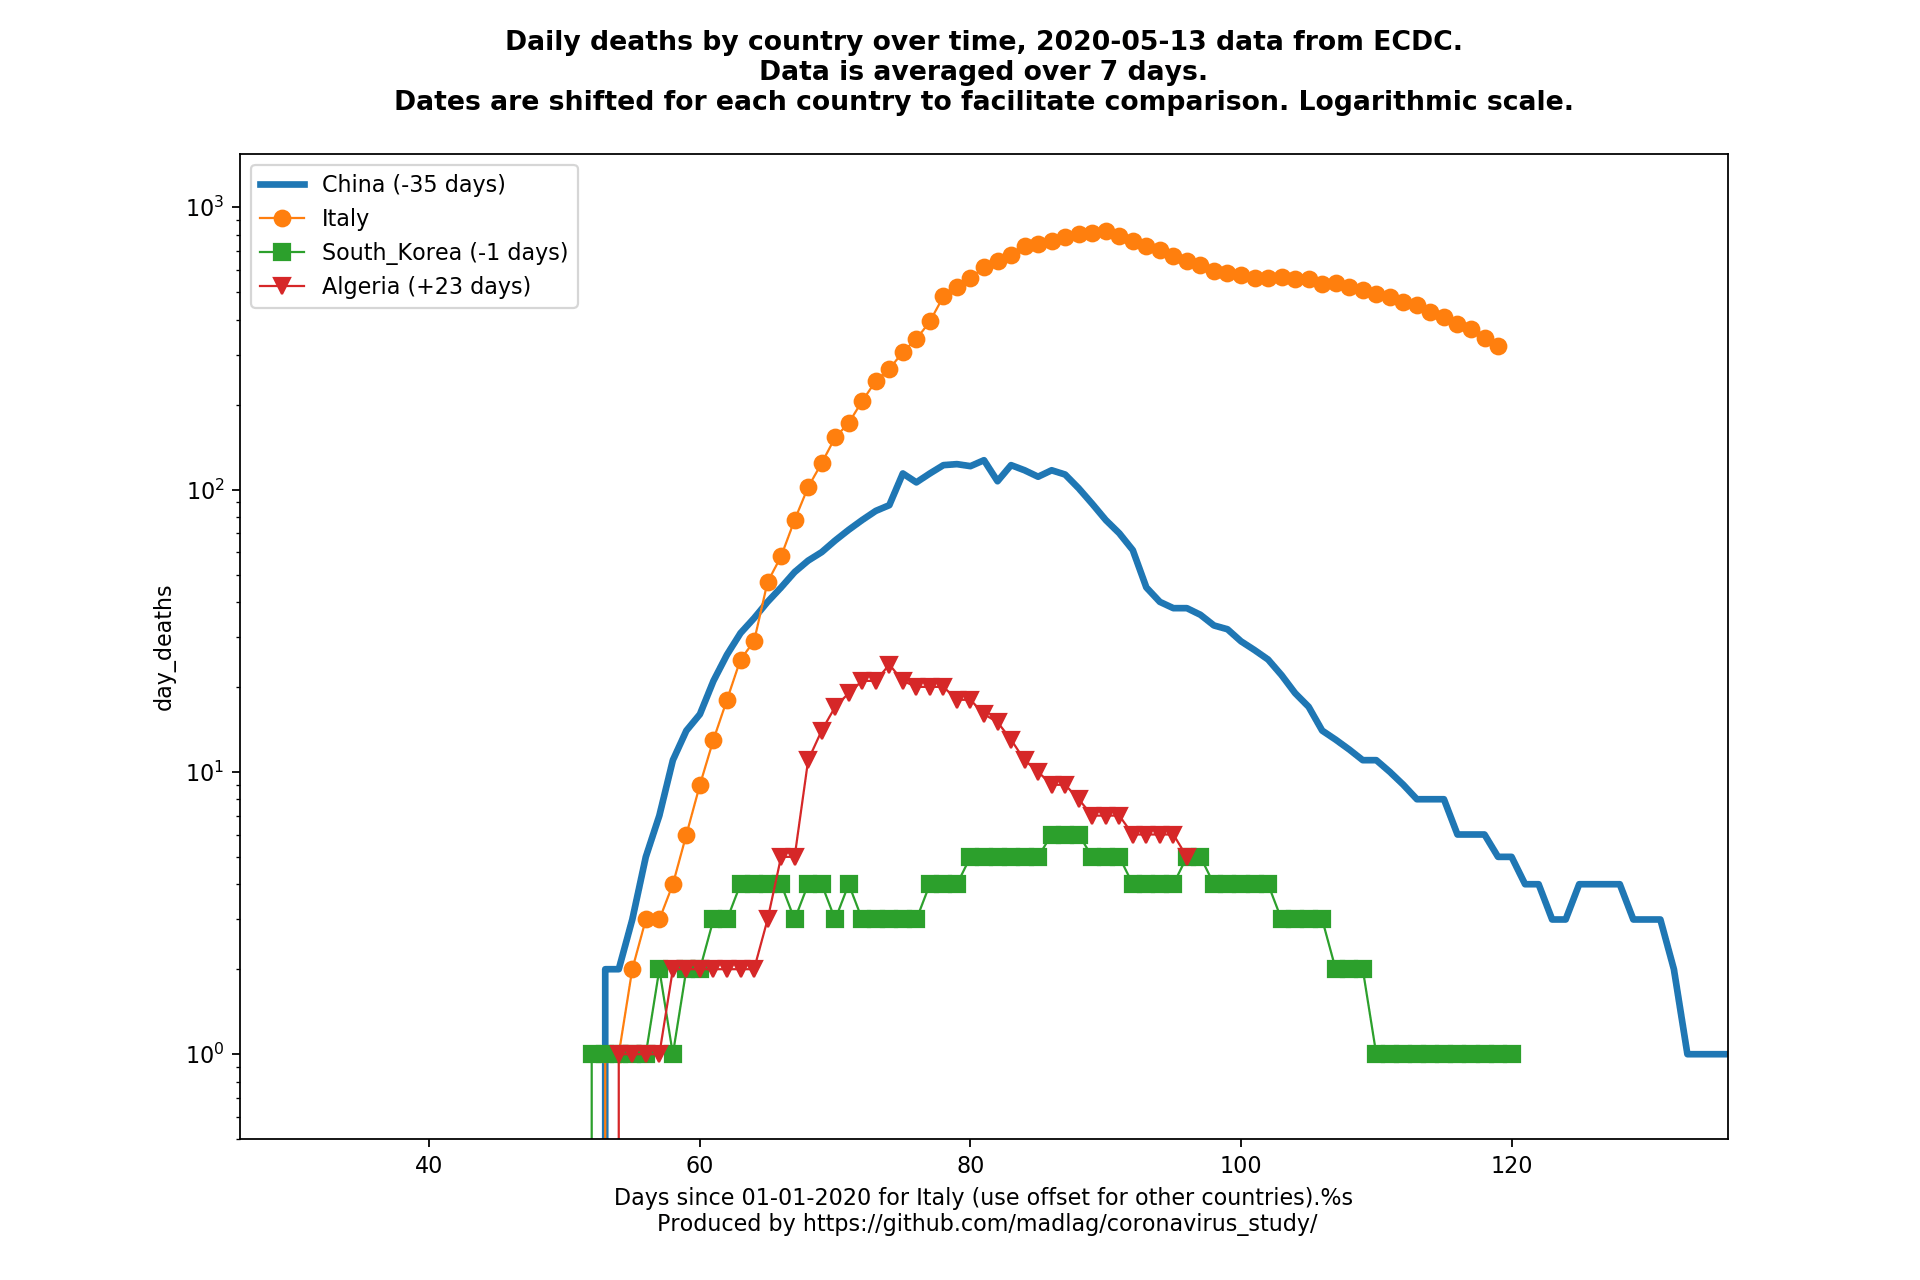 Daily deaths by country over time, 2020-05-13 data from ECDC.
Data is averaged over 7 days.
Dates are shifted for each country to facilitate comparison. Logarithmic scale.
China (-35 days)
Italy
South_Korea (-1 days)
Algeria (+23 days)
10³
10²
10¹
10⁰
day_deaths
40 60 80 100 120
Days since 01-01-2020 for Italy (use offset for other countries).%s
Produced by https://github.com/madlag/coronavirus_study/